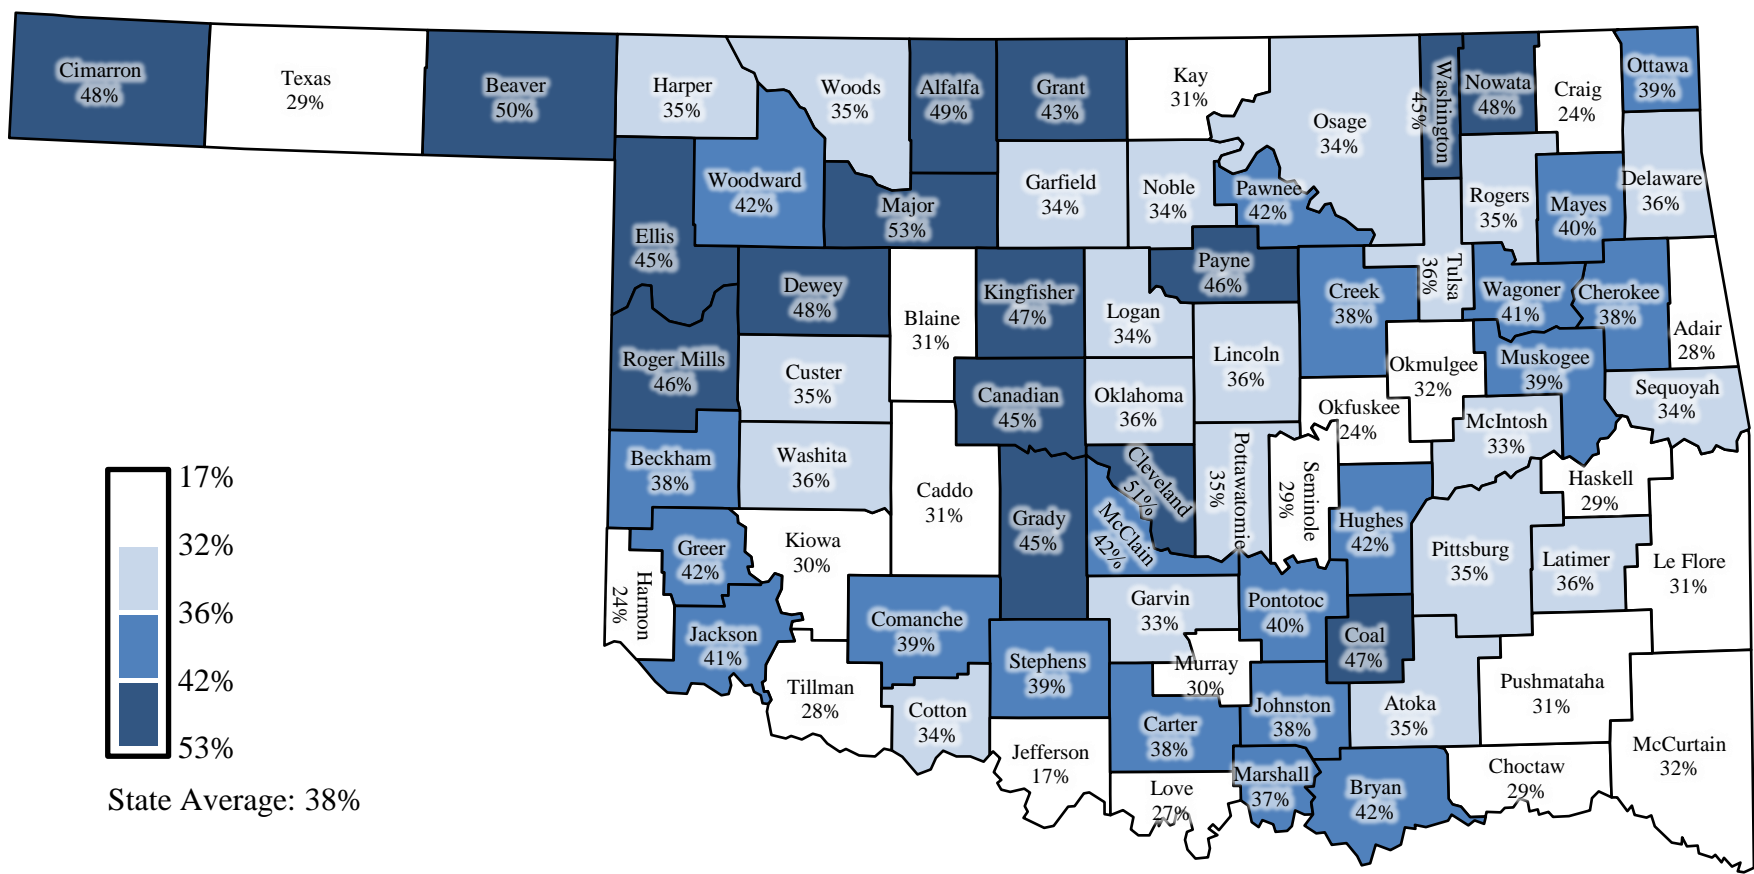 Cimarron
48%
Texas
29%
Beaver
50%
Harper
35%
Woods
35%
Alfalfa
49%
Grant
43%
Kay
31%
Osage
34%
Washington
45%
Nowata
48%
Craig
24%
Ottawa
39%
Woodward
42%
Major
53%
Garfield
34%
Noble
34%
Pawnee
42%
Rogers
35%
Mayes
40%
Delaware
36%
Ellis
45%
Dewey
48%
Blaine
31%
Kingfisher
47%
Logan
34%
Payne
46%
Creek
38%
Tulsa
36%
Wagoner
41%
Cherokee
38%
Adair
28%
Roger Mills
46%
Custer
35%
Canadian
45%
Oklahoma
36%
Lincoln
36%
Okfuskee
24%
Okmulgee
32%
Muskogee
39%
McIntosh
33%
Sequoyah
34%
Beckham
38%
Washita
36%
Caddo
31%
Grady
45%
Cleveland
51%
McClain
42%
Pottawatomie
35%
Seminole
29%
Hughes
42%
Pittsburg
35%
Haskell
29%
Latimer
36%
Le Flore
31%
Harmon
24%
Greer
42%
Kiowa
30%
Jackson
41%
Comanche
39%
Tillman
28%
Cotton
34%
Stephens
39%
Garvin
33%
Murray
30%
Pontotoc
40%
Coal
47%
Carter
38%
Johnston
38%
Atoka
35%
Pushmataha
31%
McCurtain
32%
Jefferson
17%
Love
27%
Marshall
37%
Bryan
42%
Choctaw
29%
17%
32%
36%
42%
53%
State Average: 38%